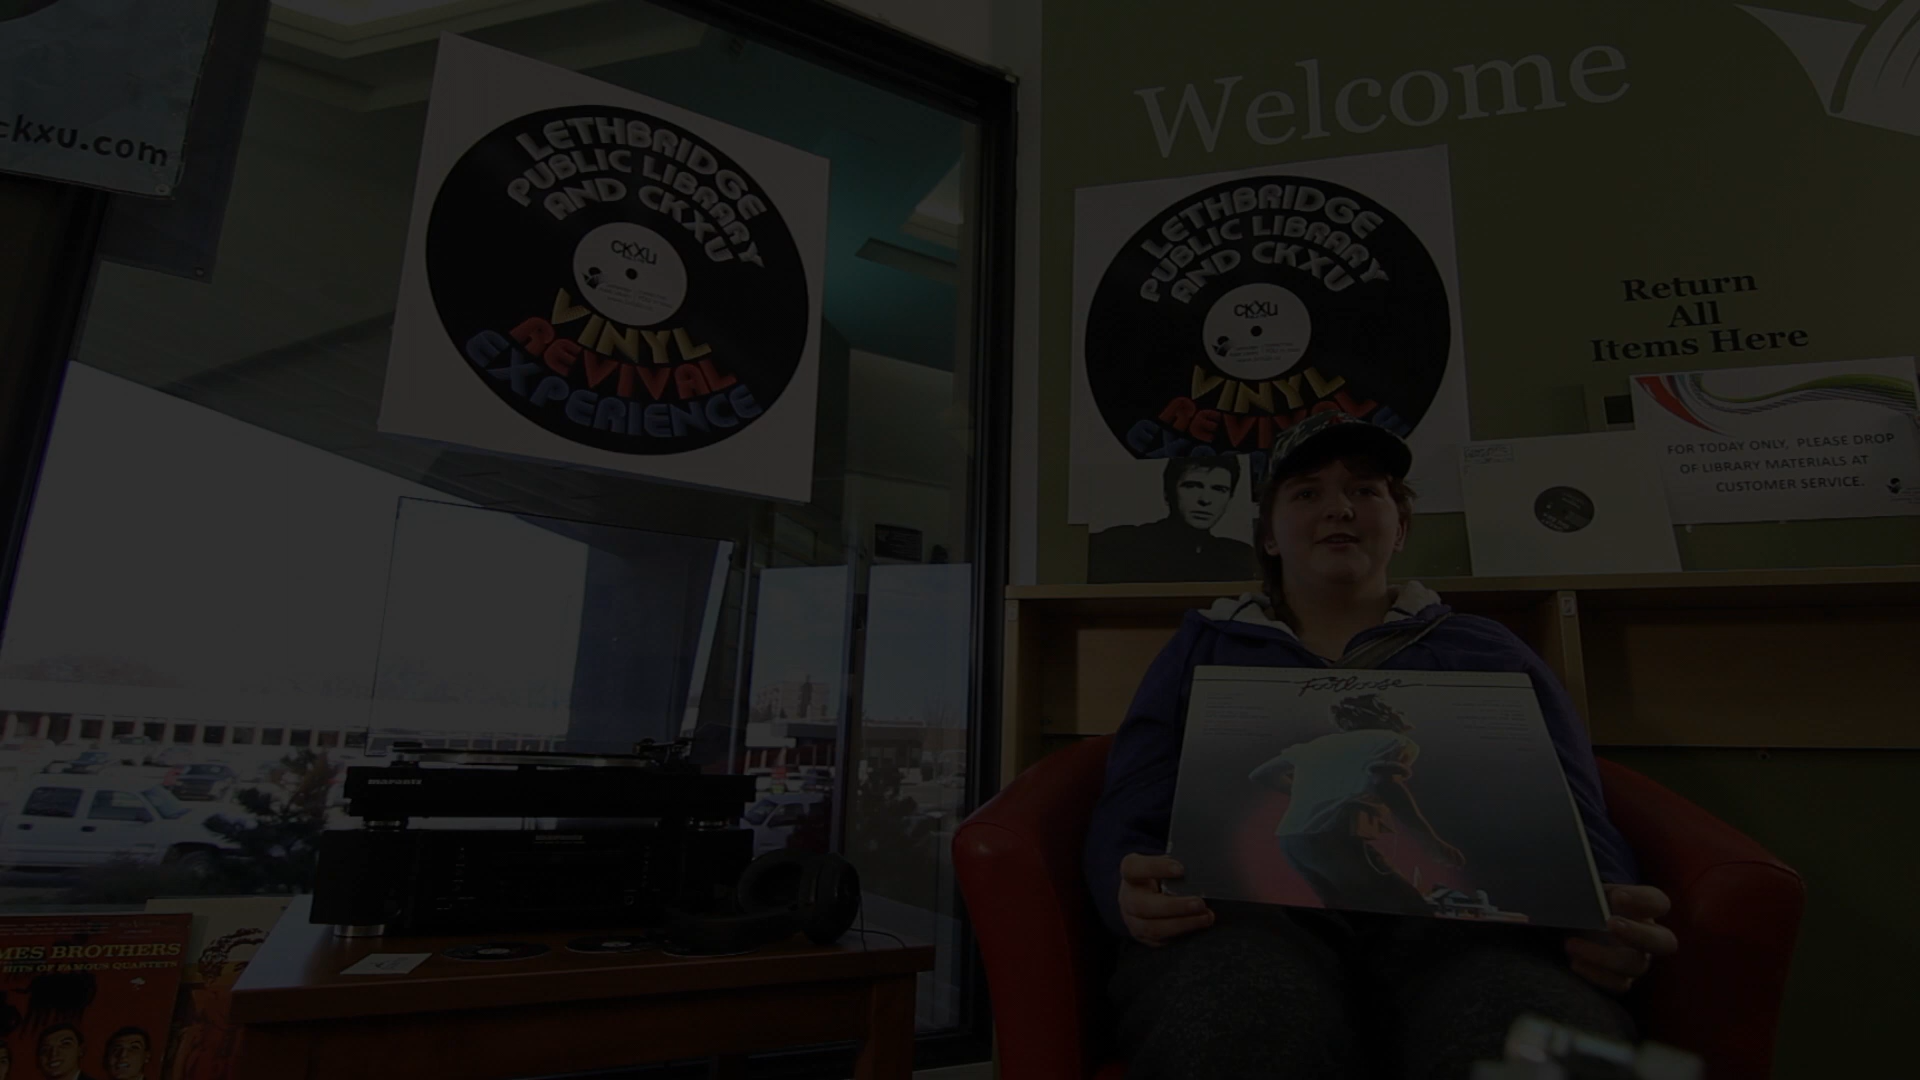 ckxu.com
LETHBRIDGE
PUBLIC LIBRARY
AND CKXU
CKXU
VINYL
REVIVAL
EXPERIENCE
Welcome
LETHBRIDGE
PUBLIC LIBRARY
AND CKXU
CKXU
VINYL
REVIVAL
Return
All
Items Here
FOR TODAY ONLY, PLEASE DROP
OF LIBRARY MATERIALS AT
CUSTOMER SERVICE.
Footloose
marantz
MES BROTHERS
HITS OF FAMOUS QUARTETS